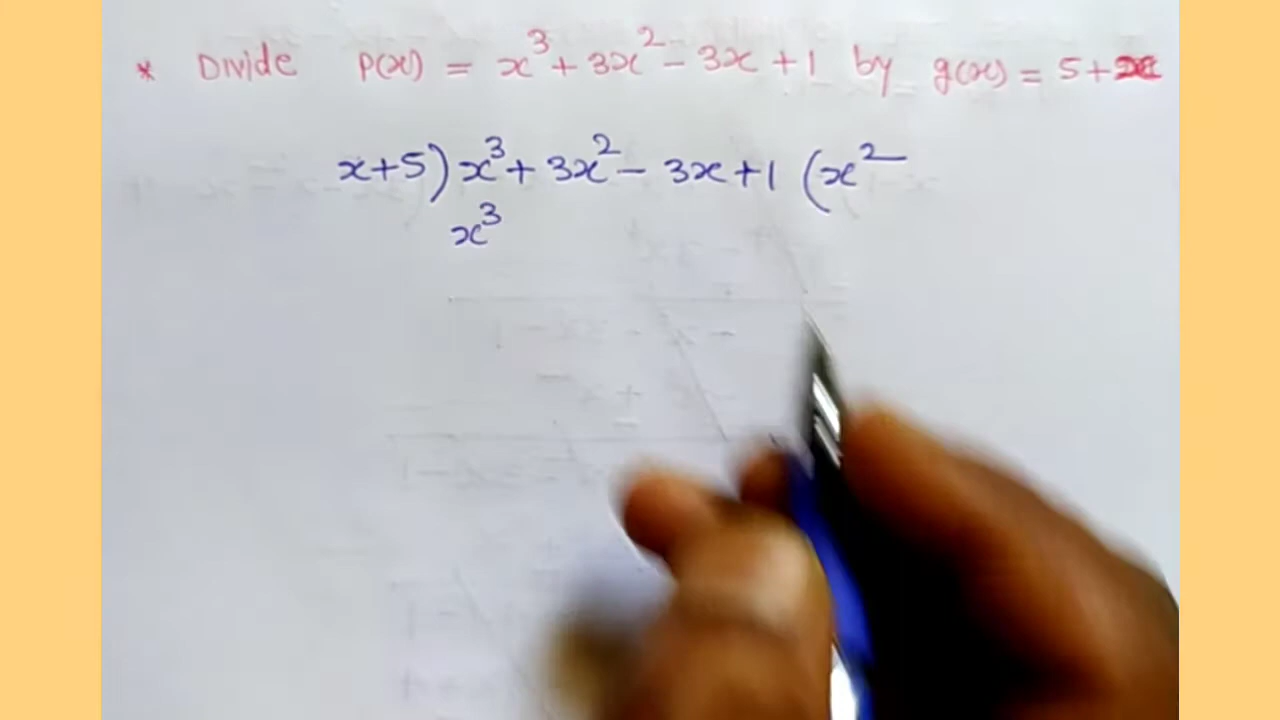 * Divide p(x) = x³ + 3x² - 3x + 1 by g(x) = 5 + x
x+5) x³ + 3x² - 3x + 1 (x²
x³